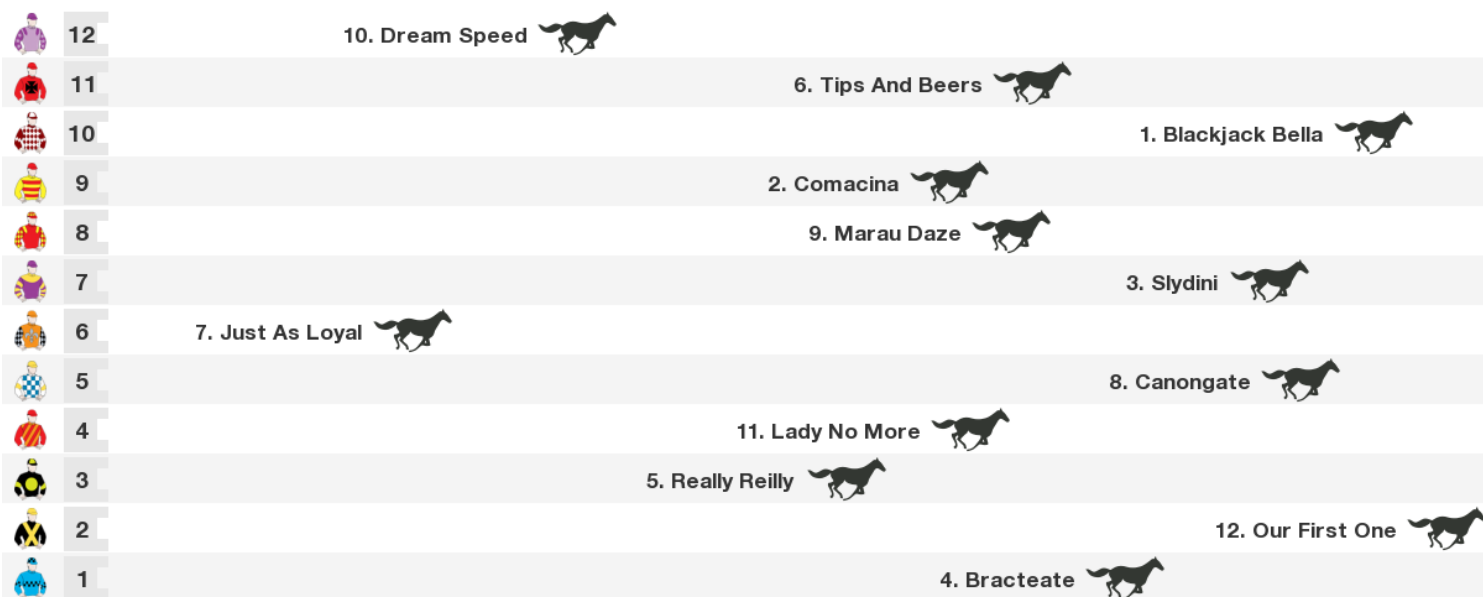 12 10. Dream Speed
11 6. Tips And Beers
10 1. Blackjack Bella
9 2. Comacina
8 9. Marau Daze
7 3. Slydini
6 7. Just As Loyal
5 8. Canongate
4 11. Lady No More
3 5. Really Reilly
2 12. Our First One
1 4. Bracteate